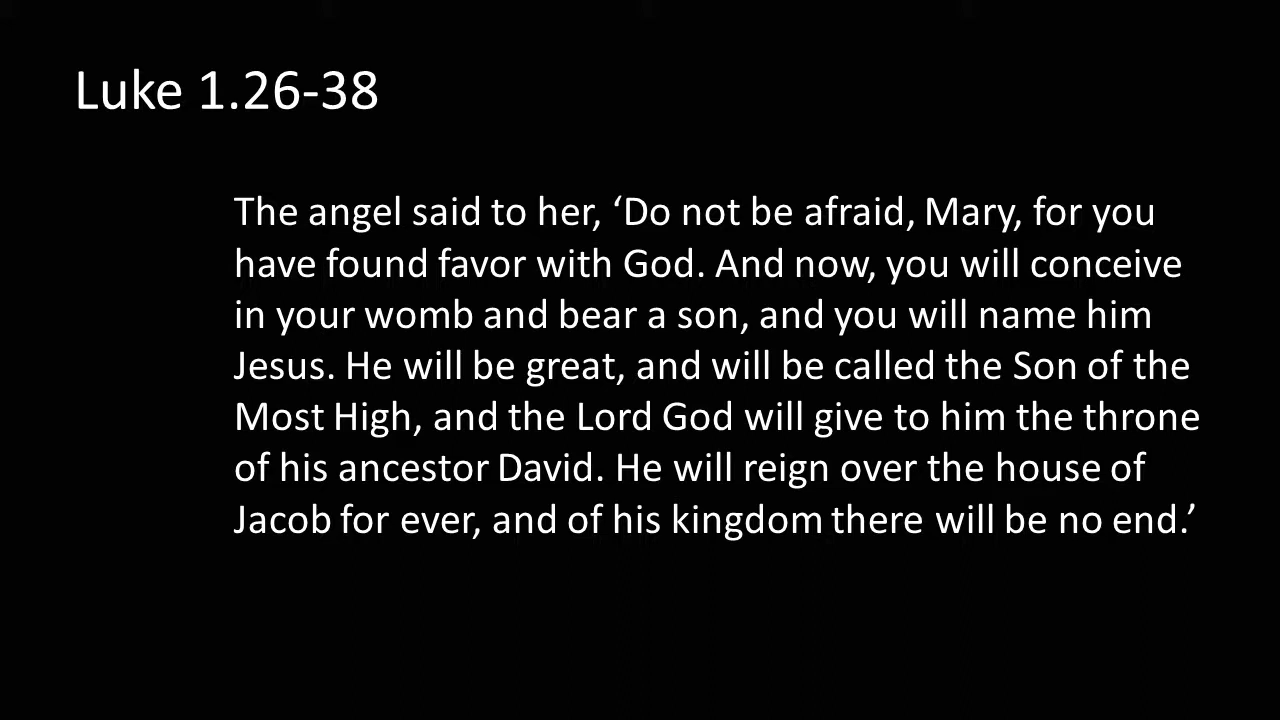 Luke 1.26-38
The angel said to her, ‘Do not be afraid, Mary, for you
have found favor with God. And now, you will conceive
in your womb and bear a son, and you will name him
Jesus. He will be great, and will be called the Son of the
Most High, and the Lord God will give to him the throne
of his ancestor David. He will reign over the house of
Jacob for ever, and of his kingdom there will be no end.’